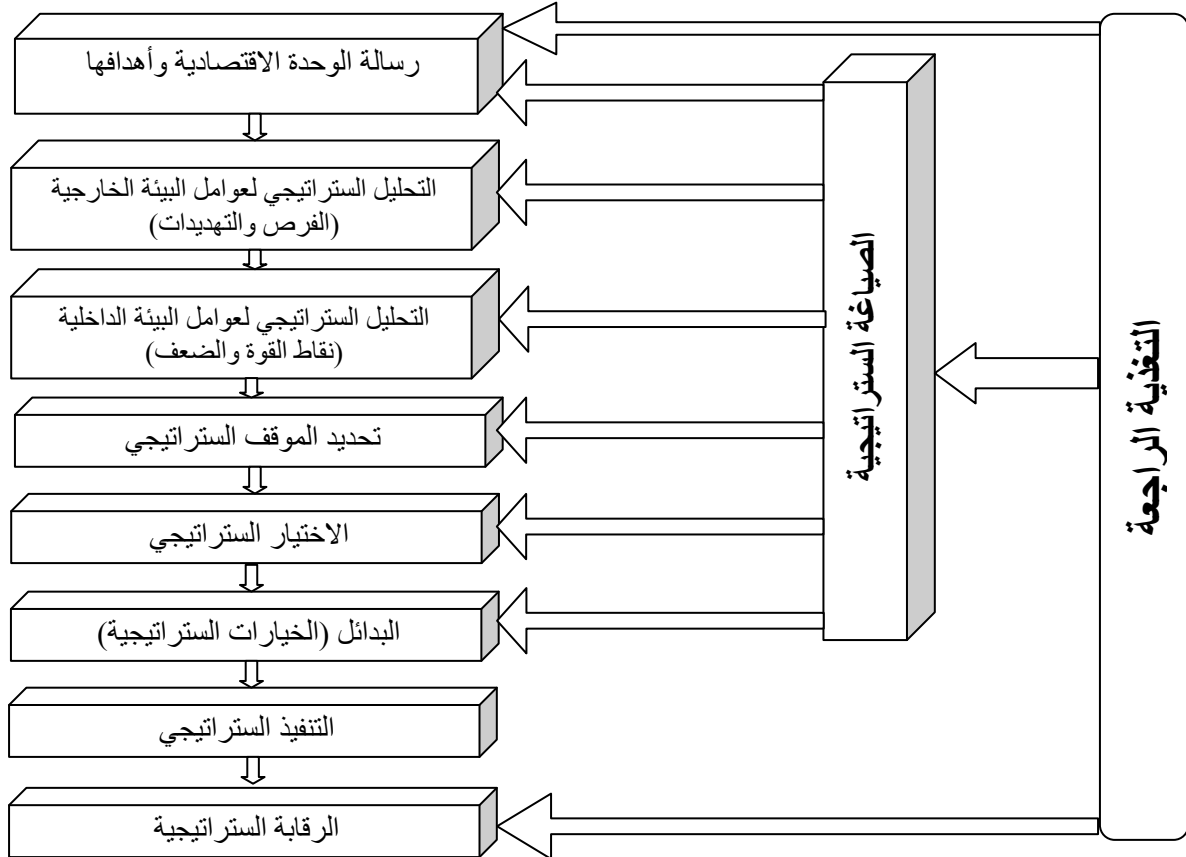 رسالة الوحدة الاقتصادية وأهدافها
التحليل الستراتيجي لعوامل البيئة الخارجية
(الفرص والتهديدات)
التحليل الستراتيجي لعوامل البيئة الداخلية
(نقاط القوة والضعف)
تحديد الموقف الستراتيجي
الاختيار الستراتيجي
البدائل (الخيارات الستراتيجية)
التنفيذ الستراتيجي
الرقابة الستراتيجية
الصياغة الستراتيجية
التغذية الراجعة